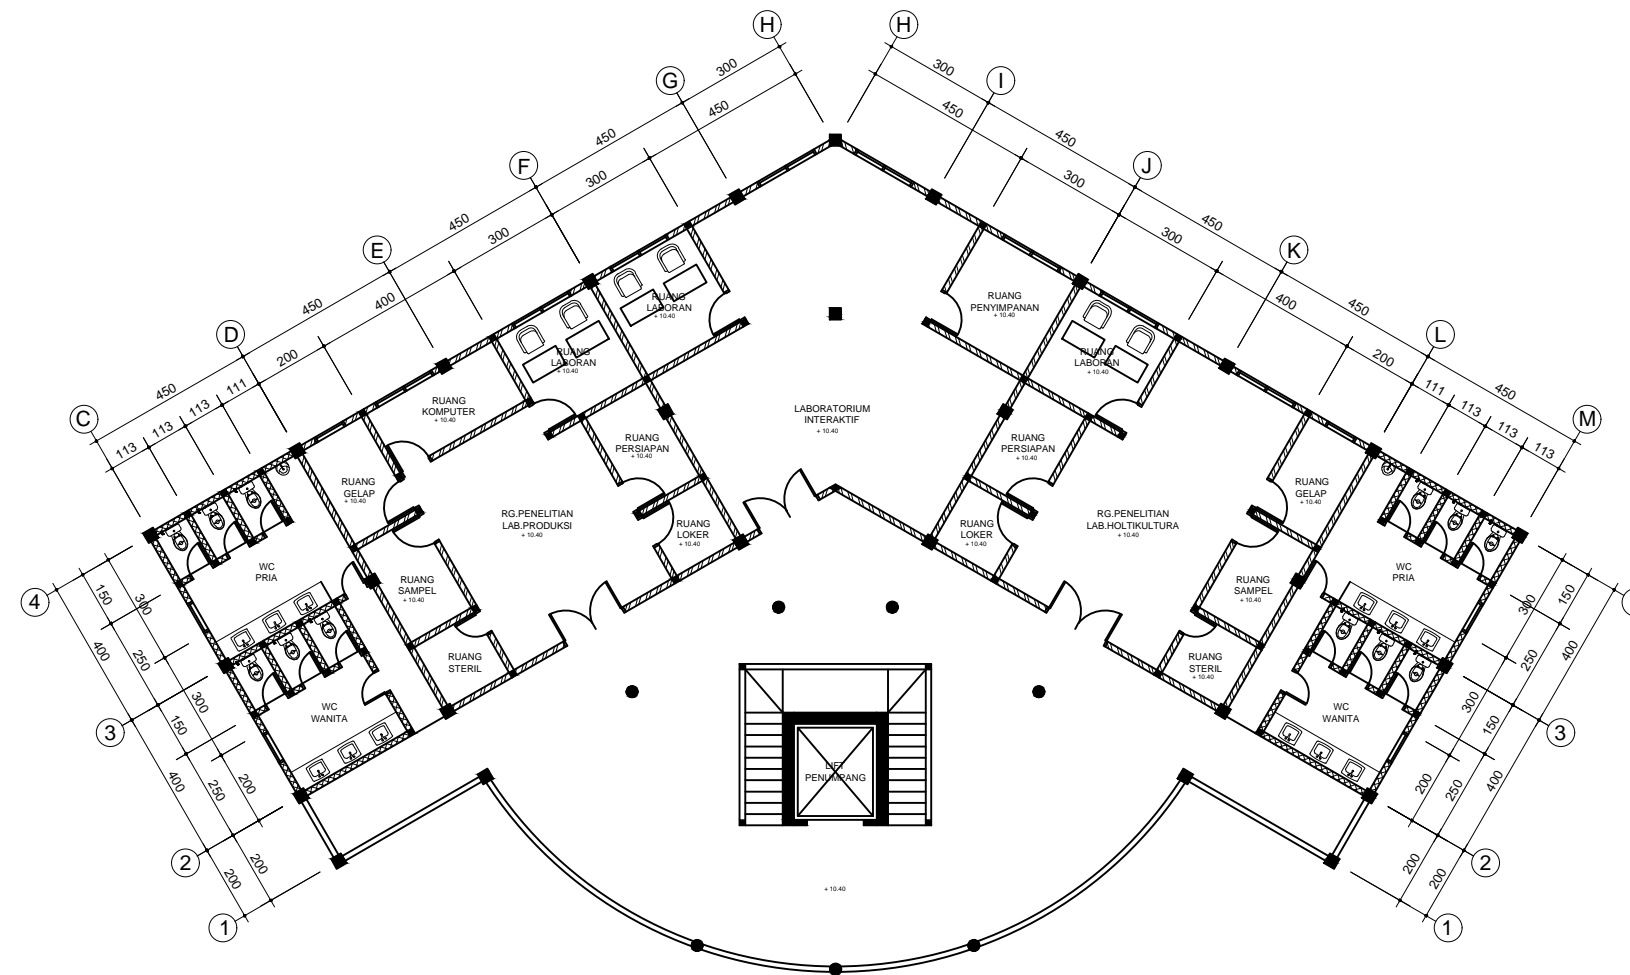 H
H
G
I
300
300
450
450
450
450
F
J
300
300
450
450
E
K
300
300
450
450
400
400
D
L
200
200
450
450
111
111
113
113
113
113
113
113
C
M
RUANG
LABORAN
+ 10.40
RUANG
PENYIMPANAN
+ 10.40
RUANG
LABORAN
+ 10.40
RUANG
LABORAN
+ 10.40
RUANG
KOMPUTER
+ 10.40
LABORATORIUM
INTERAKTIF
+ 10.40
RUANG
PERSIAPAN
+ 10.40
RUANG
PERSIAPAN
+ 10.40
RUANG
GELAP
+ 10.40
RUANG
GELAP
+ 10.40
RG.PENELITIAN
LAB.PRODUKSI
+ 10.40
RG.PENELITIAN
LAB.HOLTIKULTURA
+ 10.40
RUANG
LOKER
+ 10.40
RUANG
LOKER
+ 10.40
WC
PRIA
WC
PRIA
RUANG
SAMPEL
+ 10.40
RUANG
SAMPEL
+ 10.40
RUANG
STERIL
RUANG
STERIL
+ 10.40
WC
WANITA
WC
WANITA
LIFT
PENUMPANG
+ 10.40
4
150
300
400
250
300
3
150
400
250
200
2
200
200
1
150
300
400
250
300
150
3
400
250
200
2
200
200
1